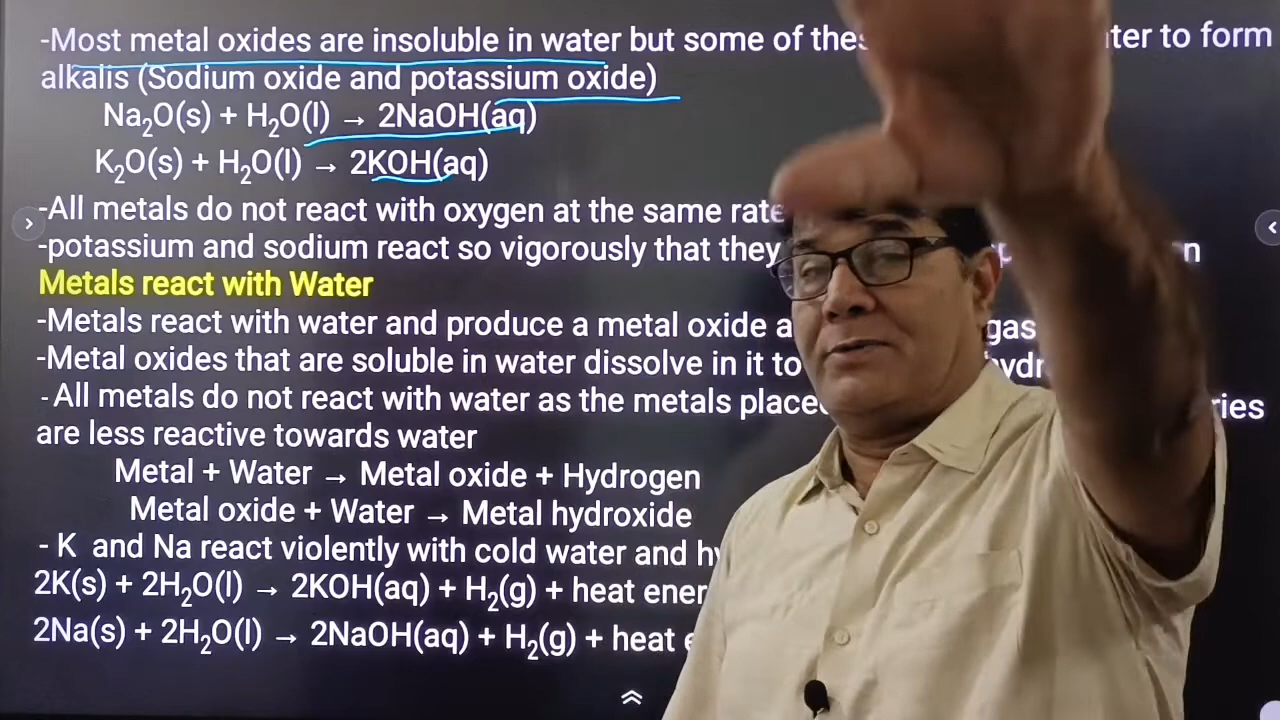 -Most metal oxides are insoluble in water but some of these ter to form
alkalis (Sodium oxide and potassium oxide)
Na₂O(s) + H₂O(l) → 2NaOH(aq)
K₂O(s) + H₂O(l) → 2KOH(aq)
-All metals do not react with oxygen at the same rate
-potassium and sodium react so vigorously that they n
Metals react with Water
-Metals react with water and produce a metal oxide a gas
-Metal oxides that are soluble in water dissolve in it to hydr
- All metals do not react with water as the metals placed ries
are less reactive towards water
Metal + Water → Metal oxide + Hydrogen
Metal oxide + Water → Metal hydroxide
- K and Na react violently with cold water and hy
2K(s) + 2H₂O(l) → 2KOH(aq) + H₂(g) + heat ener
2Na(s) + 2H₂O(l) → 2NaOH(aq) + H₂(g) + heat e